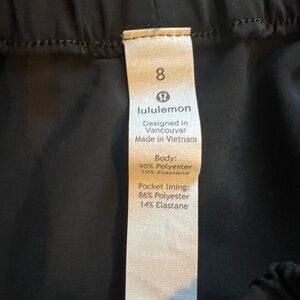 8
lululemon
Designed in
Vancouver
Made in Vietnam
Body:
90% Polyester
10% Elastane
Pocket lining:
86% Polyester
14% Elastane